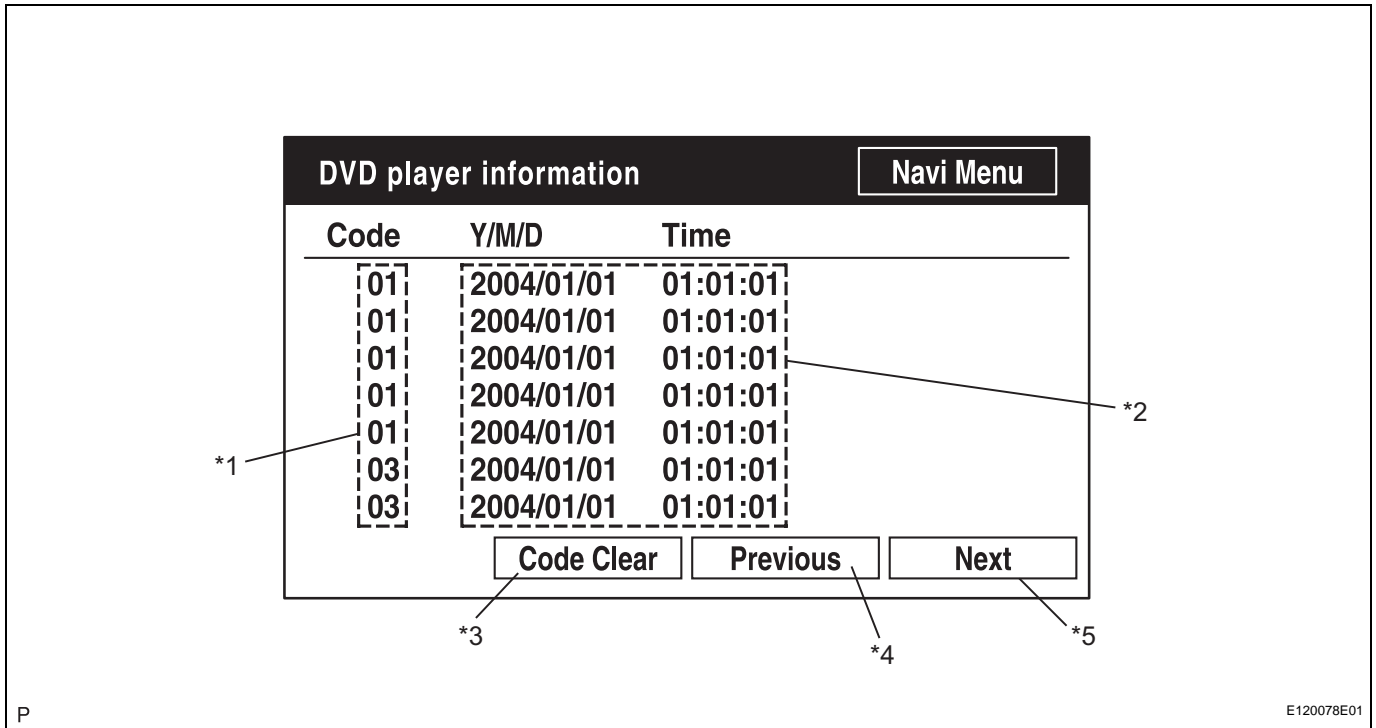 DVD player information Navi Menu
Code Y/M/D Time
01 2004/01/01 01:01:01
01 2004/01/01 01:01:01
01 2004/01/01 01:01:01
01 2004/01/01 01:01:01
01 2004/01/01 01:01:01
03 2004/01/01 01:01:01
03 2004/01/01 01:01:01
*1
*2
Code Clear Previous Next
*3
*4
*5
P
E120078E01